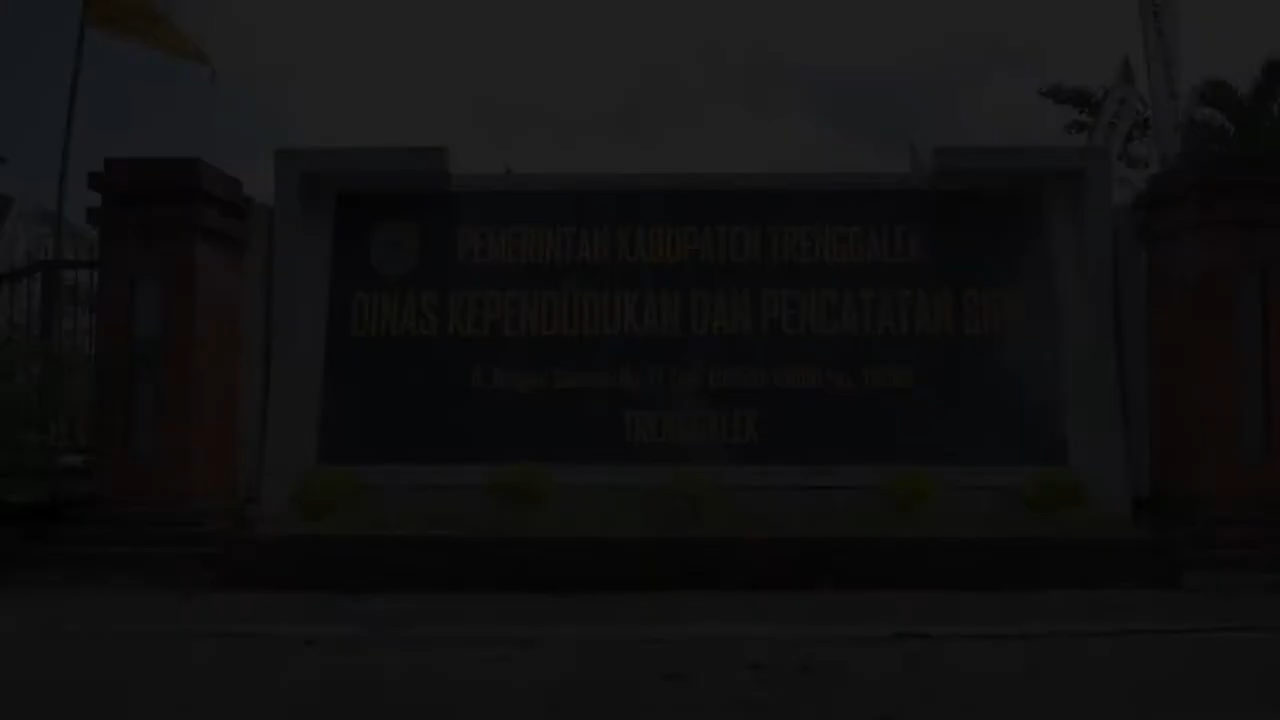 PEMERINTAH KABUPATEN TRENGGALEK
DINAS KEPENDUDUKAN DAN PENCATATAN SIPIL
TRENGGALEK